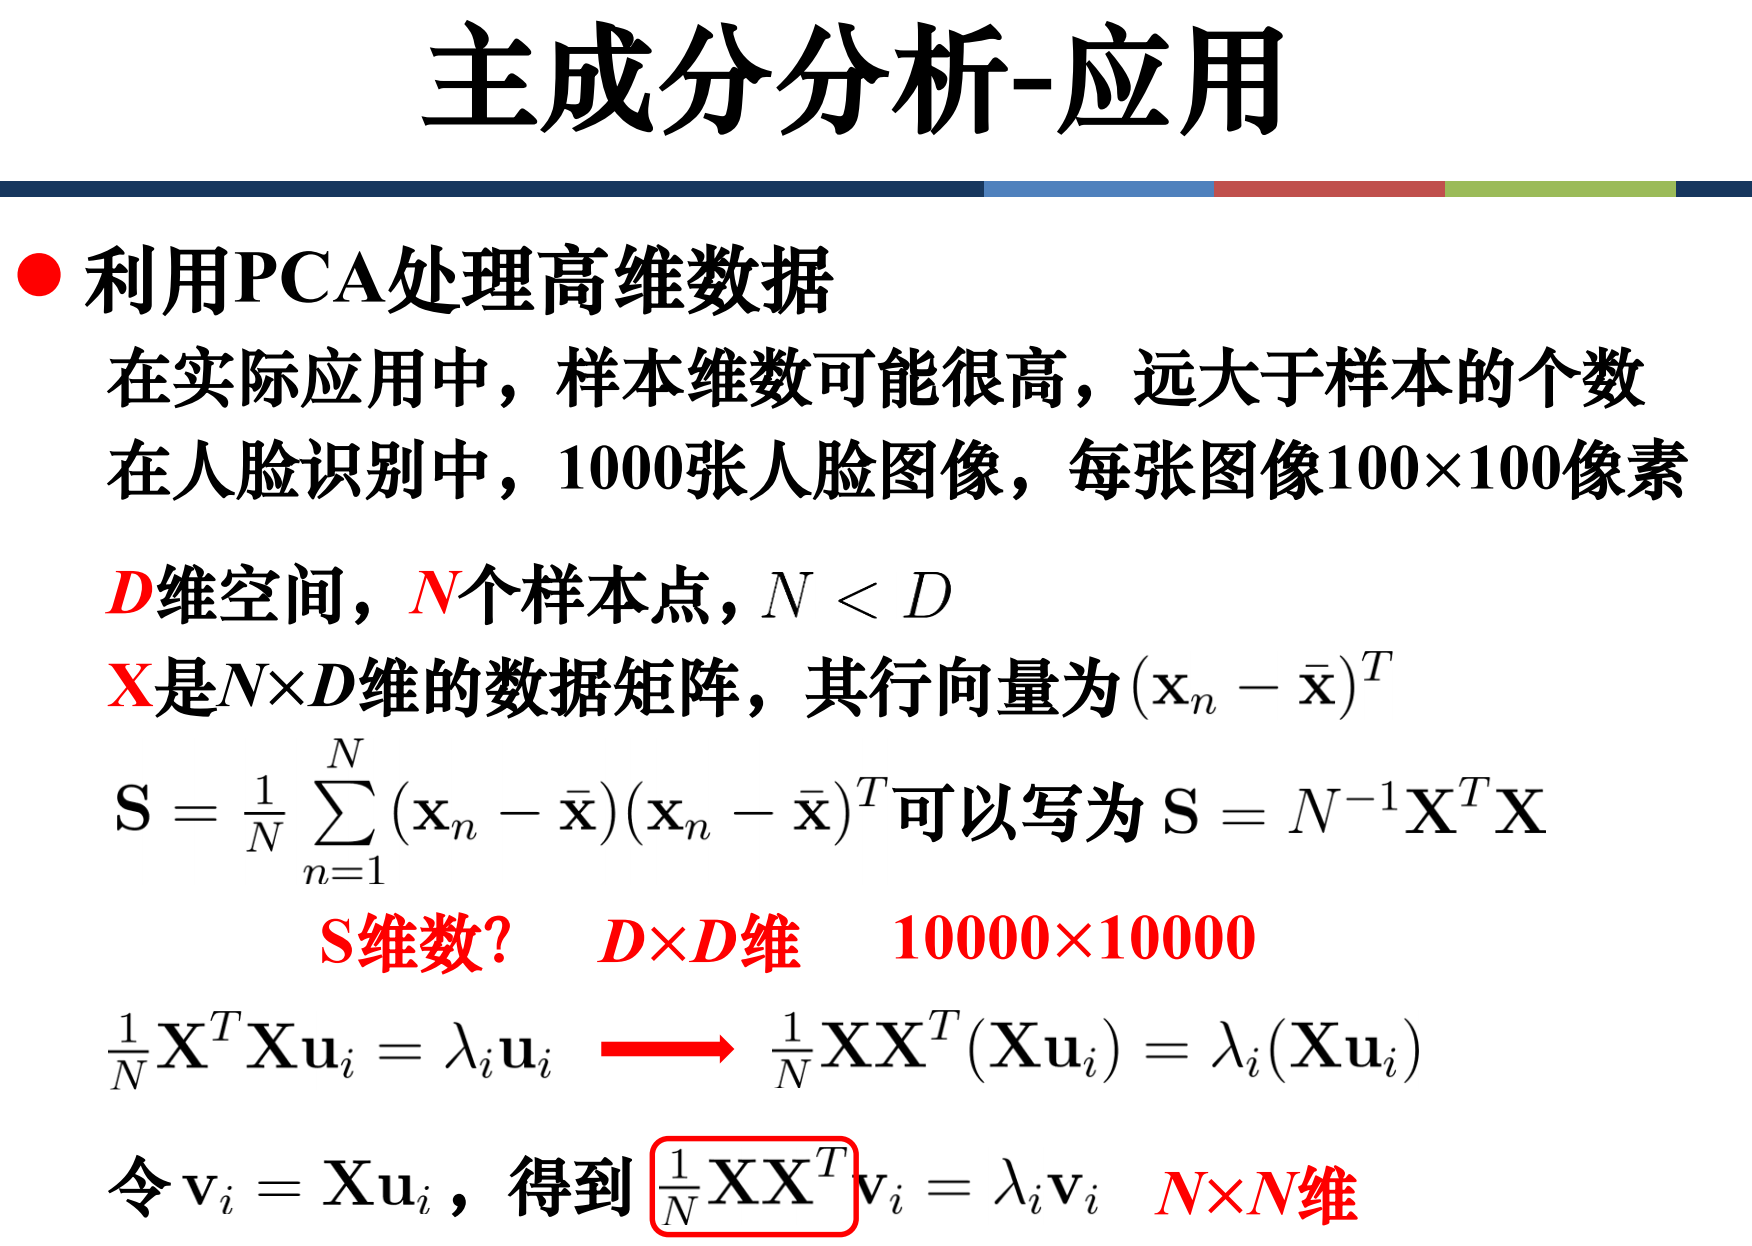 主成分分析-应用
利用PCA处理高维数据
在实际应用中，样本维数可能很高，远大于样本的个数
在人脸识别中，1000张人脸图像，每张图像100×100像素
D维空间，N个样本点，$N < D$
X是N×D维的数据矩阵，其行向量为$(\mathbf{x}_n - \bar{\mathbf{x}})^T$
$\mathbf{S} = \frac{1}{N} \sum_{n=1}^{N} (\mathbf{x}_n - \bar{\mathbf{x}})(\mathbf{x}_n - \bar{\mathbf{x}})^T$可以写为 $\mathbf{S} = N^{-1}\mathbf{X}^T\mathbf{X}$
S维数? D×D维 10000×10000
$\frac{1}{N}\mathbf{X}^T\mathbf{X}\mathbf{u}_i = \lambda_i\mathbf{u}_i$ $\frac{1}{N}\mathbf{X}\mathbf{X}^T(\mathbf{X}\mathbf{u}_i) = \lambda_i(\mathbf{X}\mathbf{u}_i)$
令 $\mathbf{v}_i = \mathbf{X}\mathbf{u}_i$，得到 $\frac{1}{N}\mathbf{X}\mathbf{X}^T\mathbf{v}_i = \lambda_i\mathbf{v}_i$ N×N维